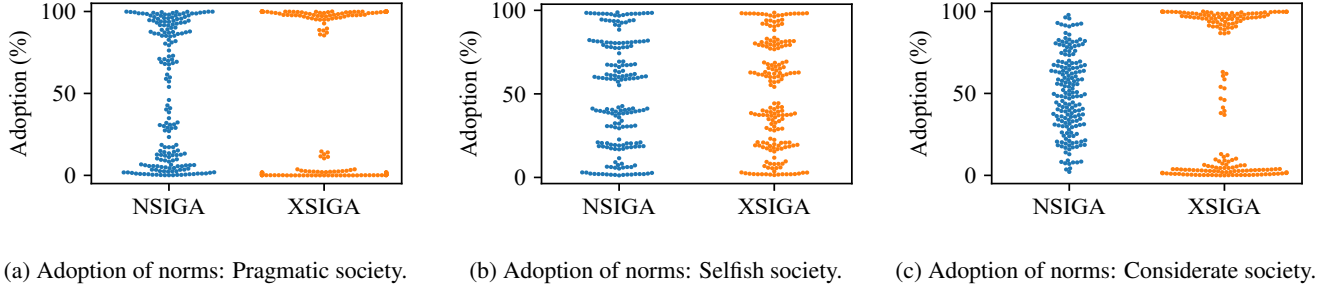 Adoption (%)
100
50
0
NSIGA XSIGA
(a) Adoption of norms: Pragmatic society.
Adoption (%)
100
50
0
NSIGA XSIGA
(b) Adoption of norms: Selfish society.
Adoption (%)
100
50
0
NSIGA XSIGA
(c) Adoption of norms: Considerate society.